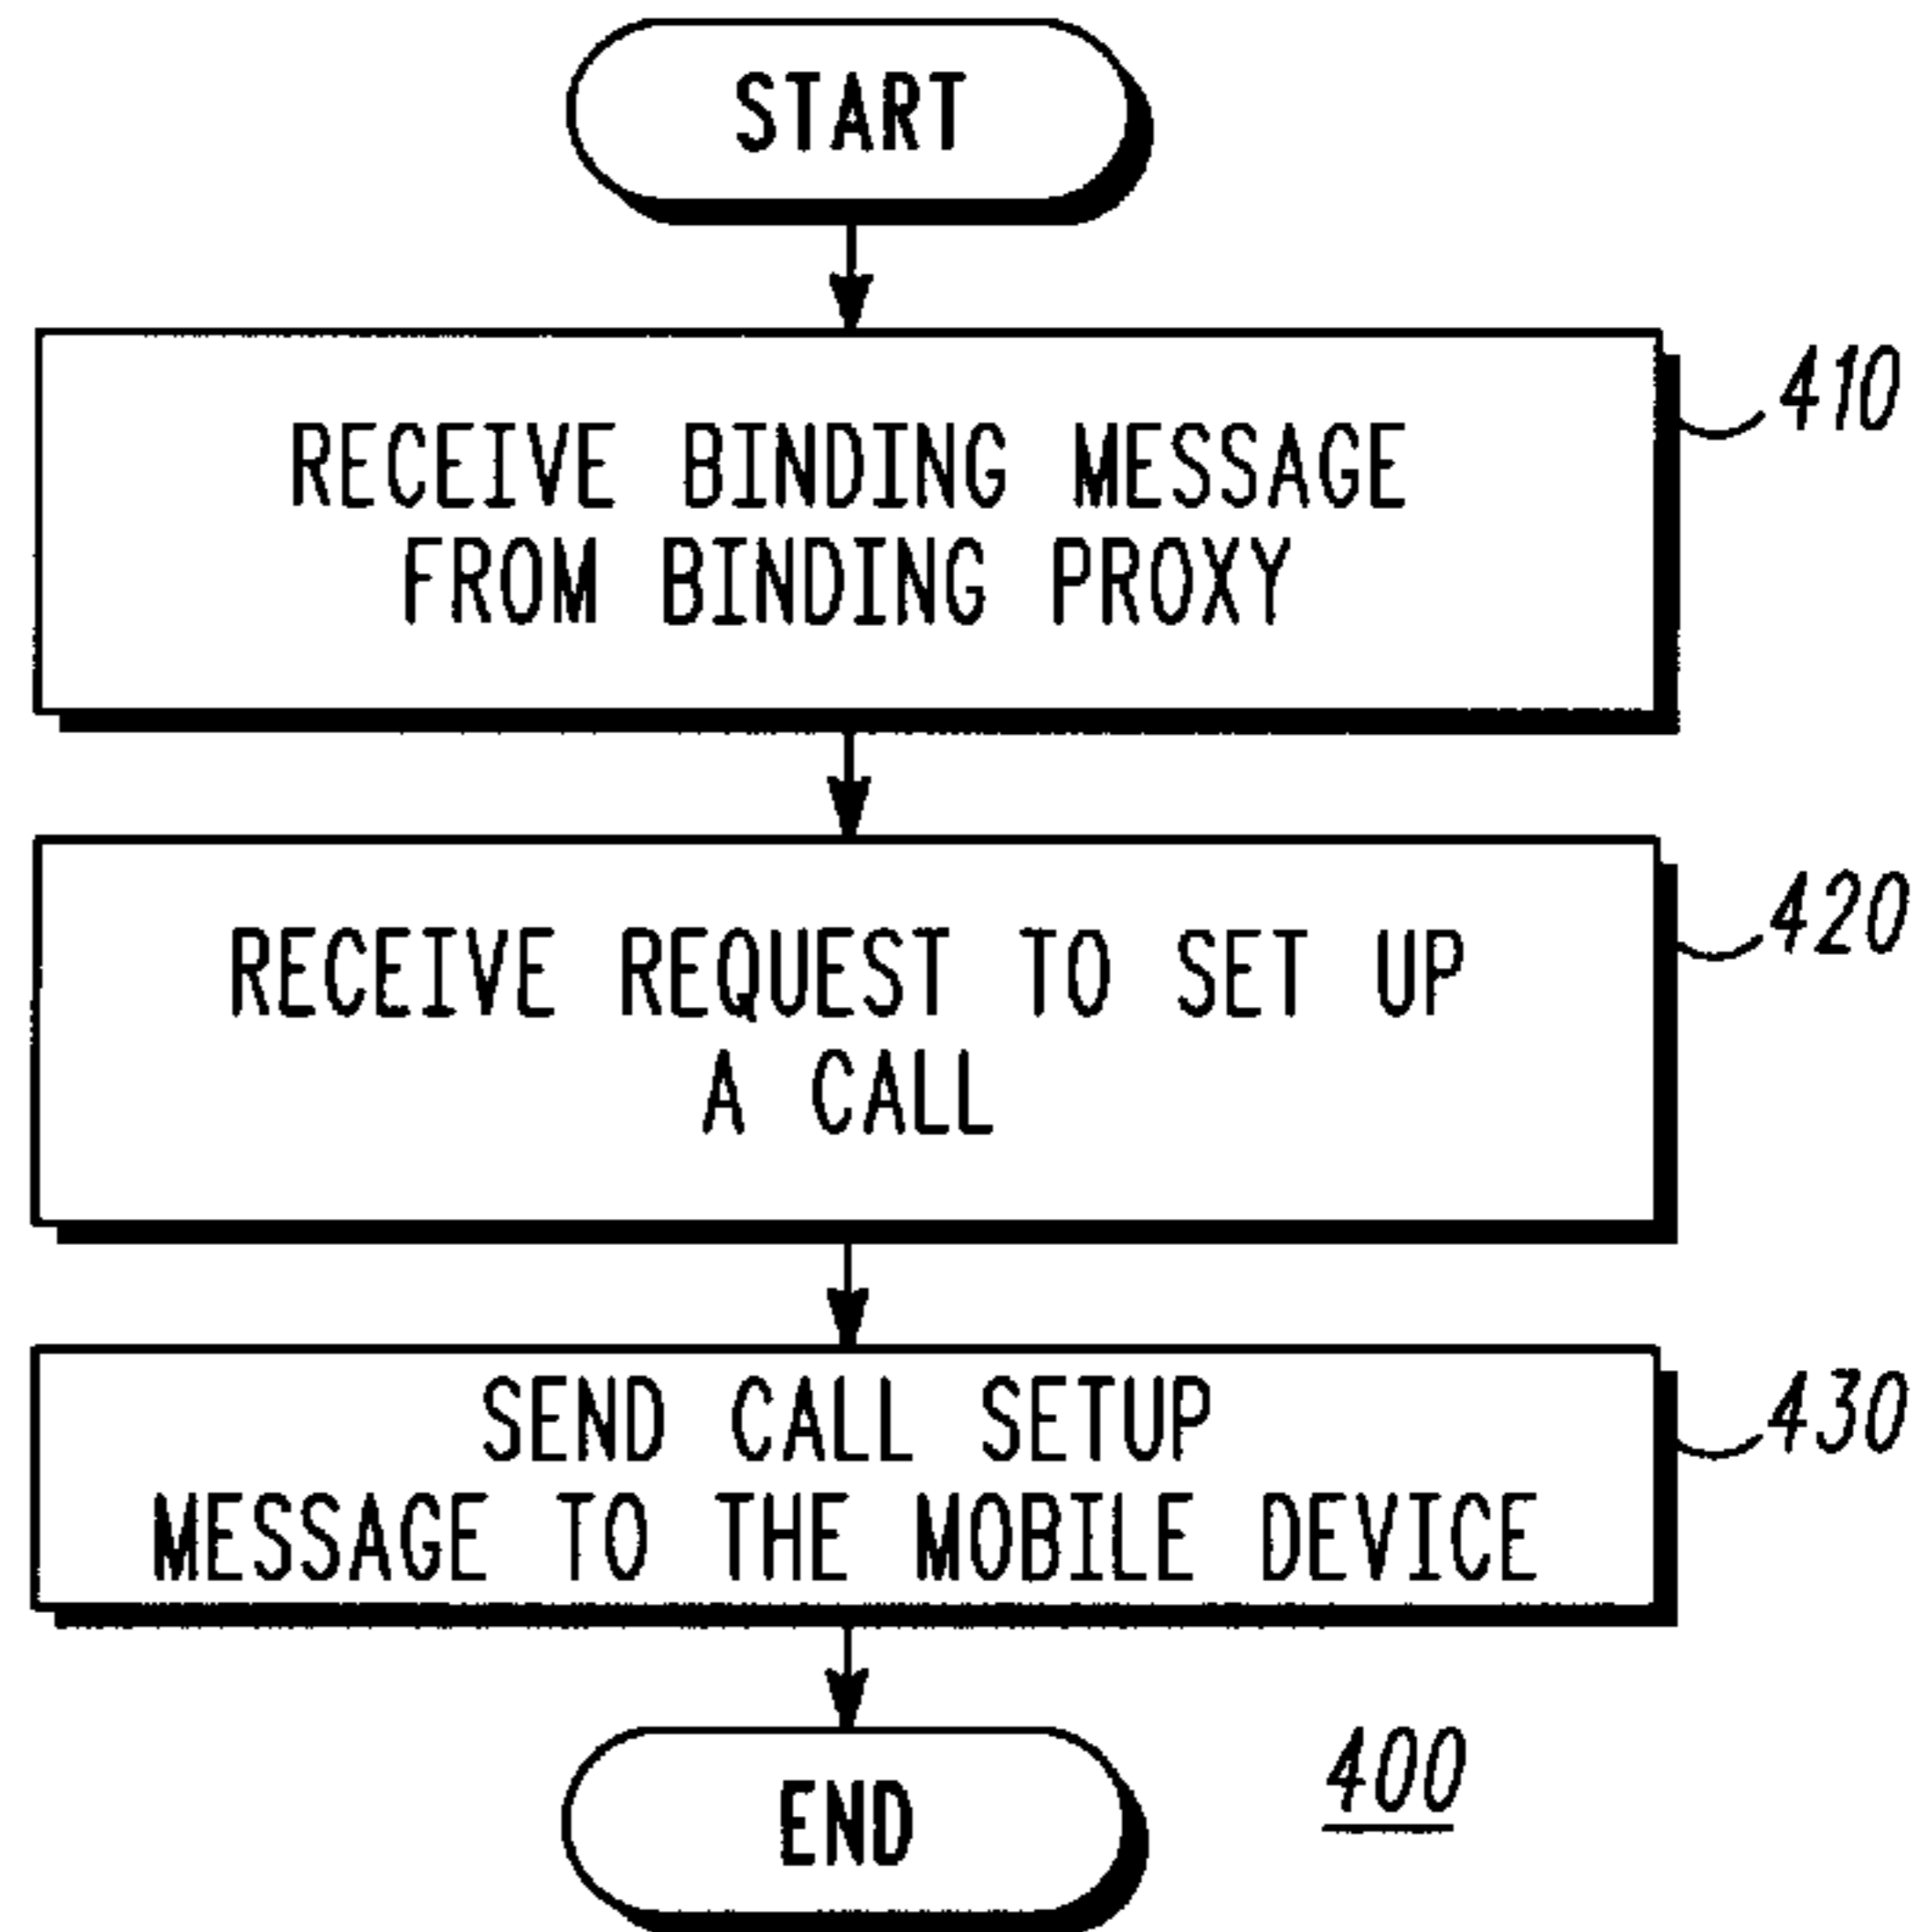 START
RECEIVE BINDING MESSAGE
FROM BINDING PROXY
410
RECEIVE REQUEST TO SET UP
A CALL
420
SEND CALL SETUP
MESSAGE TO THE MOBILE DEVICE
430
END
400